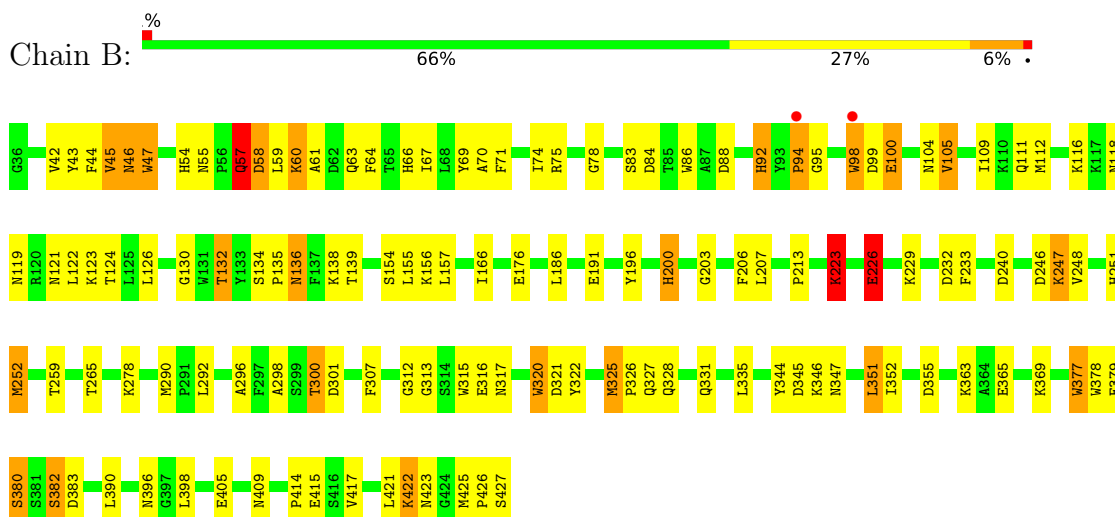 .%
Chain B:
66% 27% 6% •
G36 V42 Y43 F44 V45 N46 W47 H54 N55 P56 Q57 D58 L59 K60 A61 D62 Q63 F64 T65 H66 I67 L68 Y69 A70 F71 I74 R75 G78 S83 D84 T85 W86 A87 D88 H92 Y93 P94 G95 W98 D99 E100 N104 V105 I109 K110 Q111 M112 K116 K117 N118
N119 R120 N121 L122 K123 T124 L125 L126 G130 W131 T132 Y133 S134 P135 N136 F137 K138 T139 S154 L155 K156 L157 I166 E176 L186 E191 Y196 H200 G203 F206 L207 P213 K223 E226 K229 D232 F233 D240 D246 K247 V248 H251
M252 T259 T265 K278 M290 P291 L292 A296 F297 A298 S299 T300 D301 F307 G312 G313 S314 W315 E316 N317 W320 D321 Y322 M325 P326 Q327 Q328 Q331 L335 Y344 D345 K346 N347 L351 I352 D355 K363 A364 E365 K369 W377 W378
S380 S381 S382 D383 L390 N396 G397 L398 E405 N409 P414 E415 S416 V417 L421 K422 N423 G424 M425 P426 S427